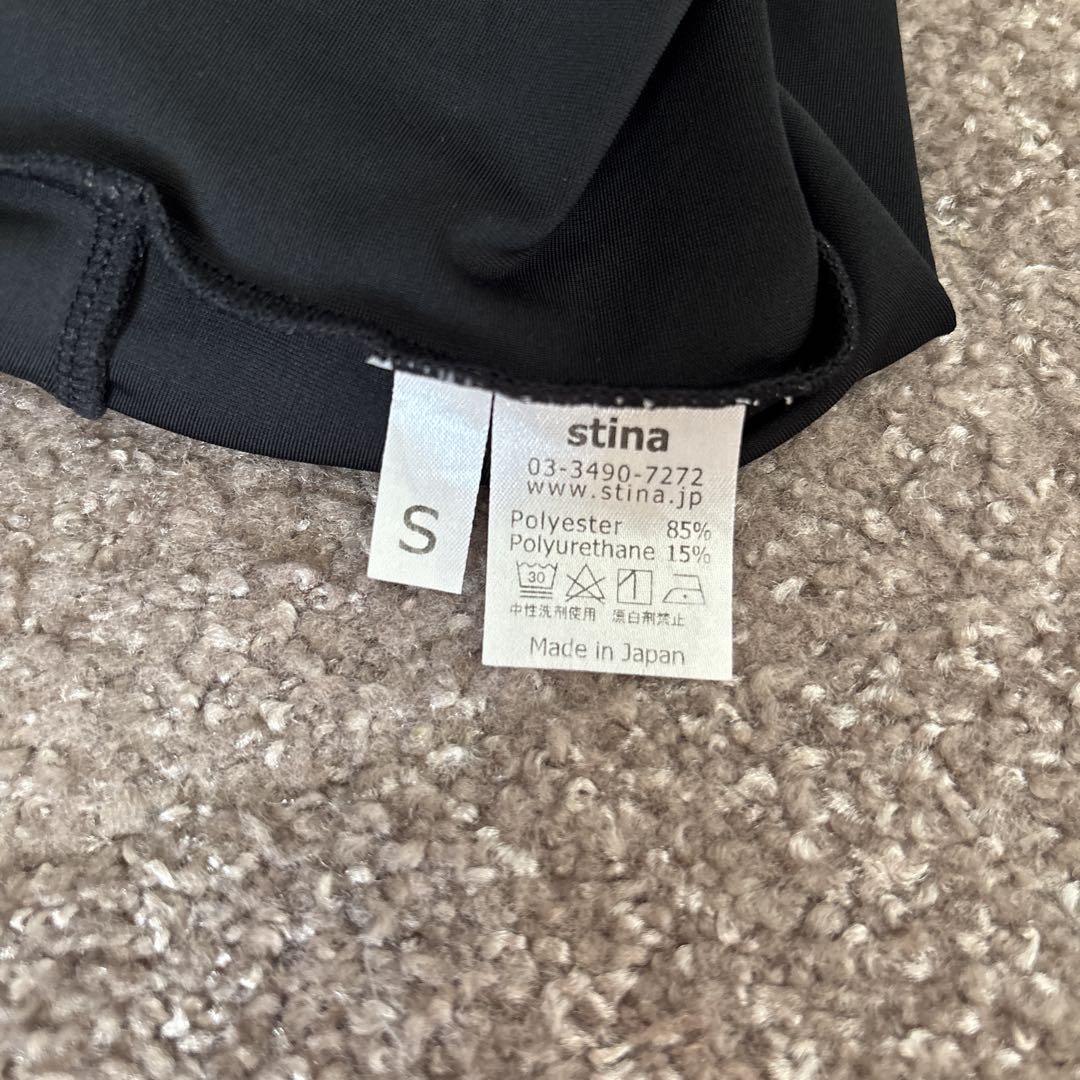 S
stina
03-3490-7272
www.stina.jp
Polyester 85%
Polyurethane 15%
30
中性洗剤使用 漂白剤禁止
Made in Japan